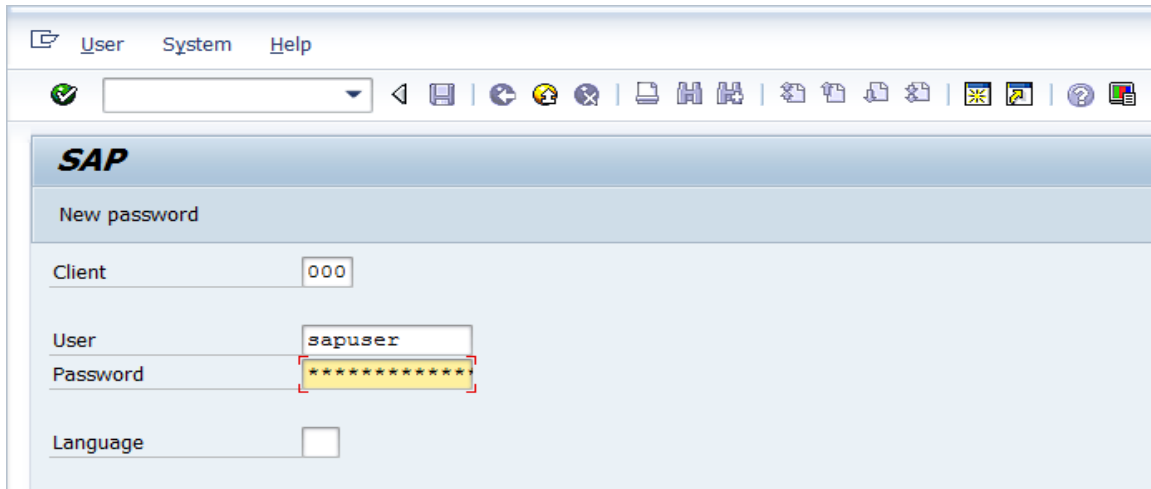 User System Help
SAP
New password
Client 000
User sapuser
Password *************
Language